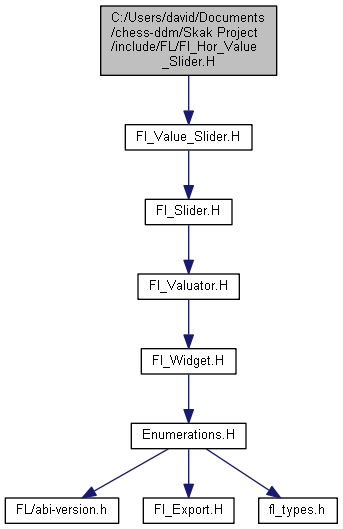 C:/Users/david/Documents
/chess-ddm/Skak Project
/include/FL/Fl_Hor_Value
_Slider.H
Fl_Value_Slider.H
Fl_Slider.H
Fl_Valuator.H
Fl_Widget.H
Enumerations.H
FL/abi-version.h
Fl_Export.H
fl_types.h